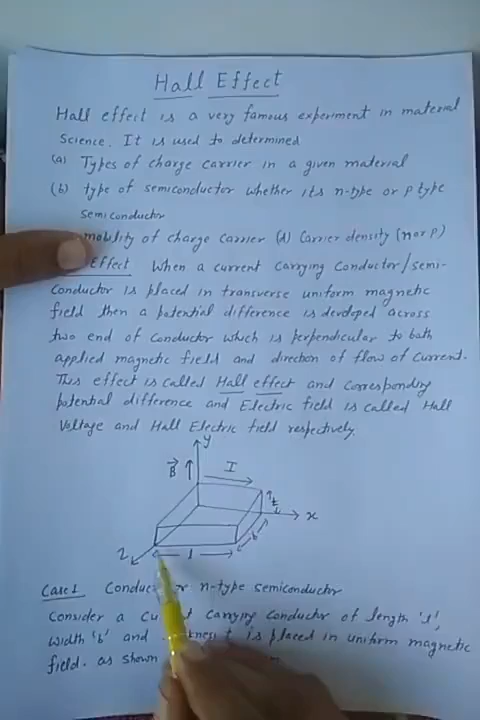 Hall Effect
Hall effect is a very famous experiment in material
Science. It is used to determined
(a) Types of charge carrier in a given material
(b) type of semiconductor whether its n-type or p type
semiconductor
mobility of charge carrier (d) Carrier density (n or p)
Effect When a current carrying conductor/semi-
conductor is placed in transverse uniform magnetic
field then a potential difference is devloped across
two end of conductor which is perpendicular to both
applied magnetic field and direction of flow of current.
This effect is called Hall effect and corresponding
potential difference and Electric field is called Hall
Voltage and Hall Electric field respectively.
y
B I
t
x
b
z l
Case 1 n-type semiconductor
Consider a carrying conductor of length 'l',
width 'b' and t is placed in uniform magnetic
field. as shown